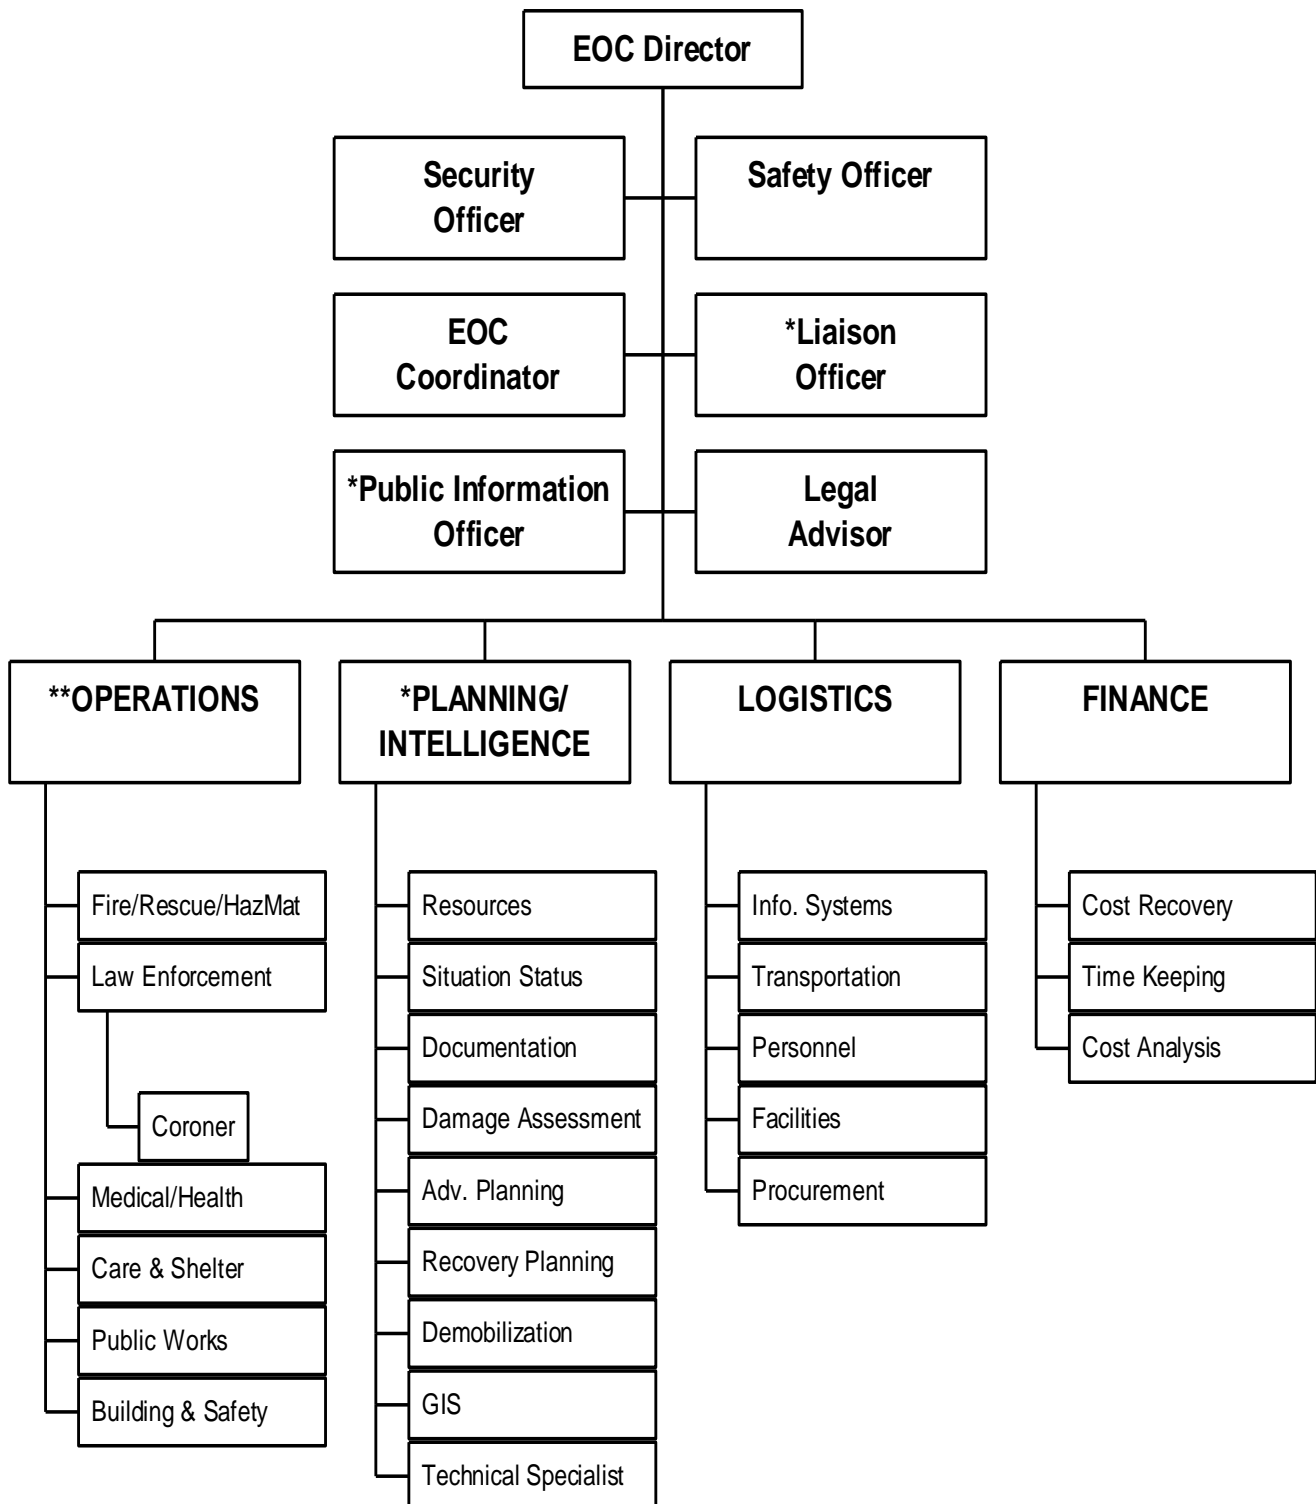 EOC Director
Security
Officer
Safety Officer
EOC
Coordinator
*Liaison
Officer
*Public Information
Officer
Legal
Advisor
**OPERATIONS
*PLANNING/
INTELLIGENCE
LOGISTICS
FINANCE
Fire/Rescue/HazMat
Law Enforcement
Coroner
Medical/Health
Care & Shelter
Public Works
Building & Safety
Resources
Situation Status
Documentation
Damage Assessment
Adv. Planning
Recovery Planning
Demobilization
GIS
Technical Specialist
Info. Systems
Transportation
Personnel
Facilities
Procurement
Cost Recovery
Time Keeping
Cost Analysis